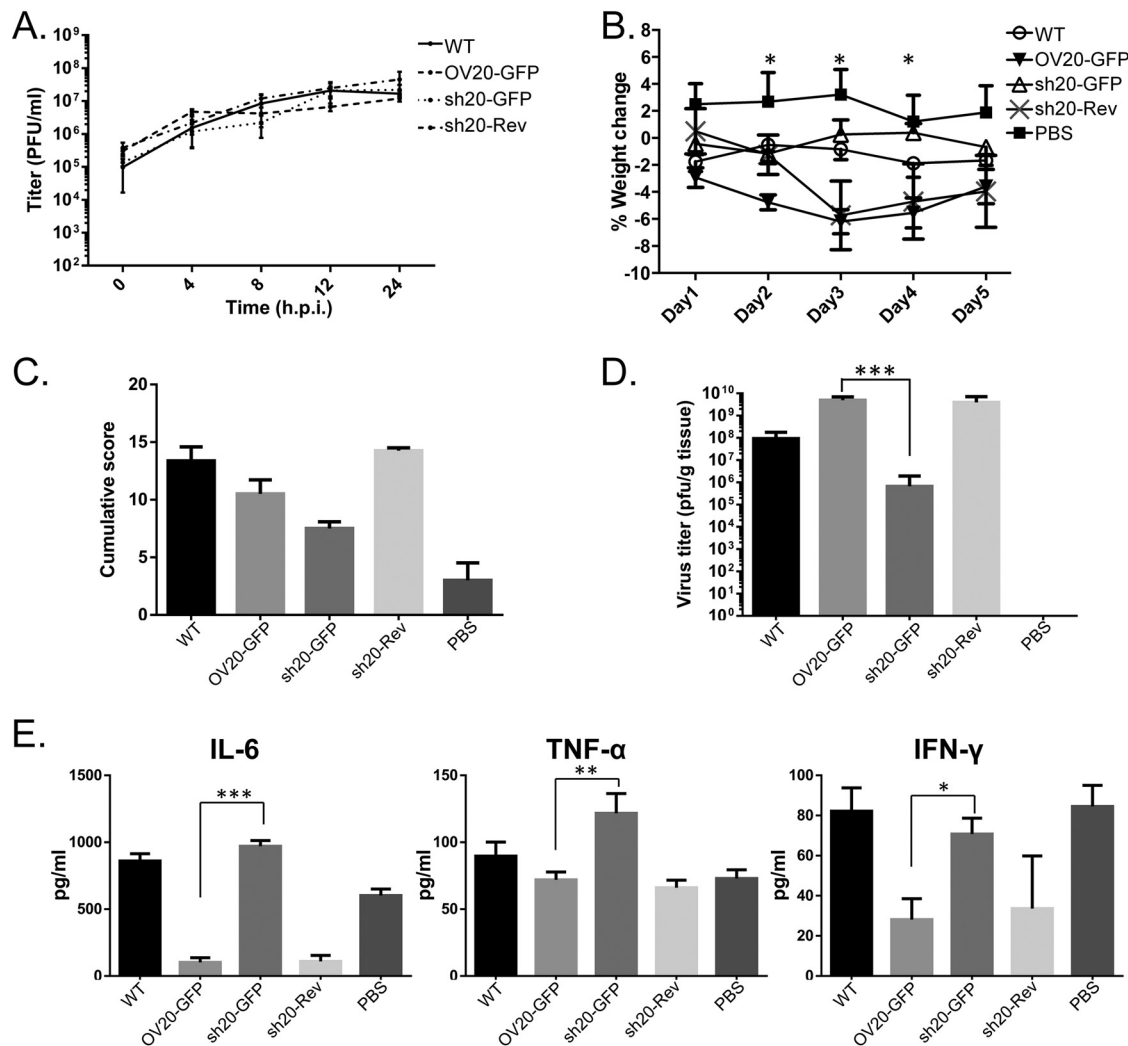 A.
Titer (PFU/ml)
10⁹
10⁸
10⁷
10⁶
10⁵
10⁴
10³
10²
0
4
8
12
24
Time (h.p.i.)
WT
OV20-GFP
sh20-GFP
sh20-Rev
B.
% Weight change
8
6
4
2
0
-2
-4
-6
-8
-10
* * *
Day1
Day2
Day3
Day4
Day5
WT
OV20-GFP
sh20-GFP
sh20-Rev
PBS
C.
Cumulative score
20
15
10
5
0
WT
OV20-GFP
sh20-GFP
sh20-Rev
PBS
D.
Virus titer (pfu/g tissue)
10¹⁰
10⁹
10⁸
10⁷
10⁶
10⁵
10⁴
10³
10²
10¹
10⁰
***
WT
OV20-GFP
sh20-GFP
sh20-Rev
PBS
E.
IL-6
pg/ml
1500
1000
500
0
***
WT
OV20-GFP
sh20-GFP
sh20-Rev
PBS
TNF-α
pg/ml
150
100
50
0
**
WT
OV20-GFP
sh20-GFP
sh20-Rev
PBS
IFN-γ
pg/ml
100
80
60
40
20
0
*
WT
OV20-GFP
sh20-GFP
sh20-Rev
PBS